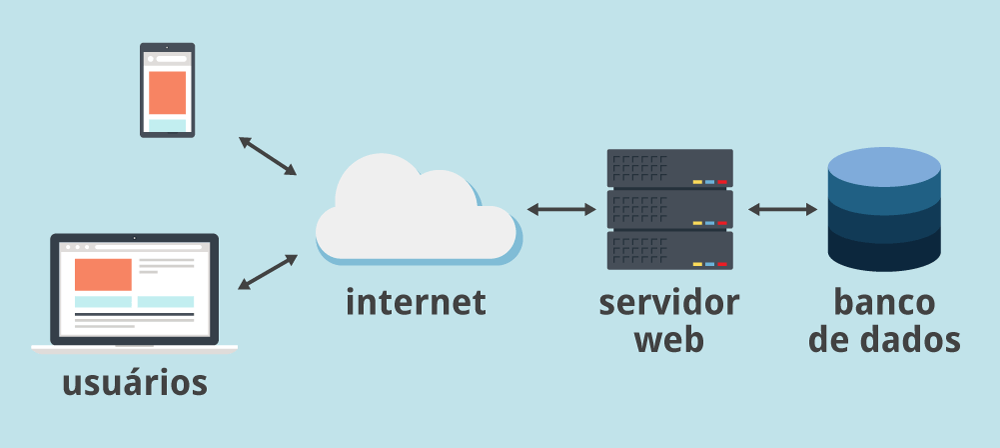 usuários
internet
servidor
web
banco
de dados